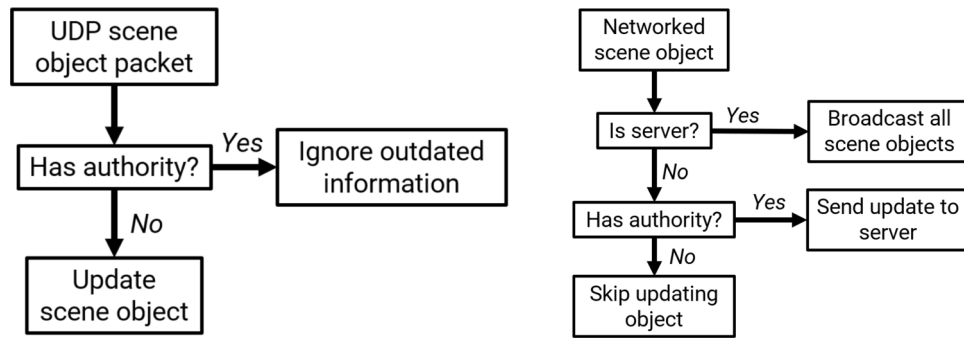 UDP scene
object packet
Has authority?
Yes
Ignore outdated
information
No
Update
scene object
Networked
scene object
Is server?
Yes
Broadcast all
scene objects
No
Has authority?
Yes
Send update to
server
No
Skip updating
object